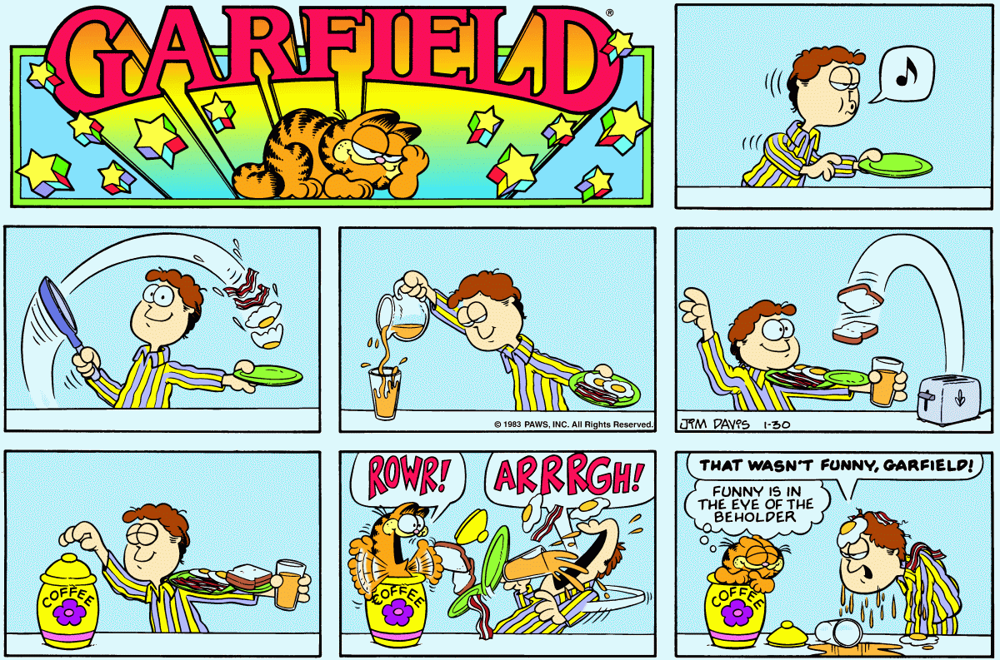 GARFIELD
®
© 1983 PAWS, INC. All Rights Reserved.
JIM DAVIS 1-30
COFFEE
ROWR!
ARRRGH!
COFFEE
THAT WASN'T FUNNY, GARFIELD!
FUNNY IS IN
THE EYE OF THE
BEHOLDER
COFFEE